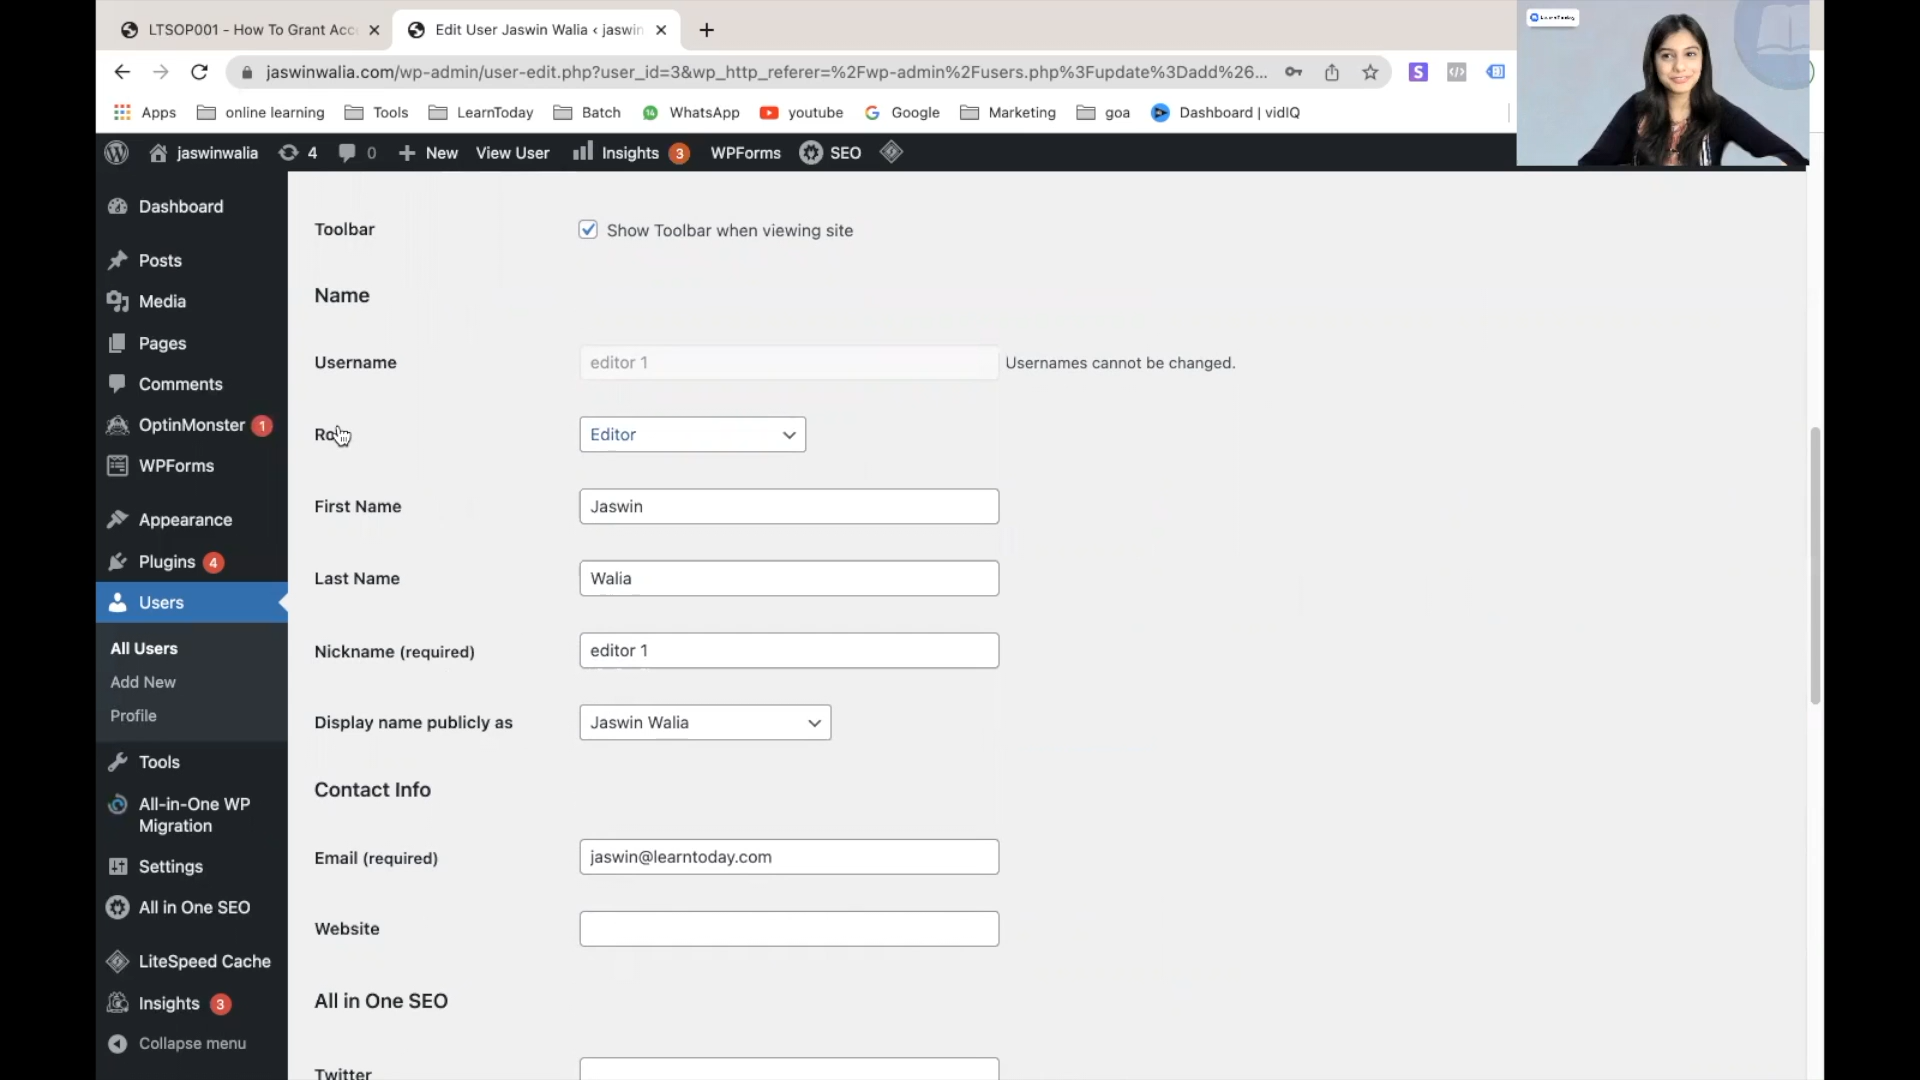 LTSOP001 - How To Grant Acc
Edit User Jaswin Walia ‹ jaswin
jaswinwalia.com/wp-admin/user-edit.php?user_id=3&wp_http_referer=%2Fwp-admin%2Fusers.php%3Fupdate%3Dadd%26...
Apps
online learning
Tools
LearnToday
Batch
WhatsApp
youtube
Google
Marketing
goa
Dashboard | vidIQ
jaswinwalia
4
0
New
View User
Insights 3
WPForms
SEO
Dashboard
Posts
Media
Pages
Comments
OptinMonster 1
WPForms
Appearance
Plugins 4
Users
All Users
Add New
Profile
Tools
All-in-One WP
Migration
Settings
All in One SEO
LiteSpeed Cache
Insights 3
Collapse menu
Toolbar
Show Toolbar when viewing site
Name
Username
editor 1
Usernames cannot be changed.
Editor
First Name
Jaswin
Last Name
Walia
Nickname (required)
editor 1
Display name publicly as
Jaswin Walia
Contact Info
Email (required)
jaswin@learntoday.com
Website
All in One SEO
Twitter